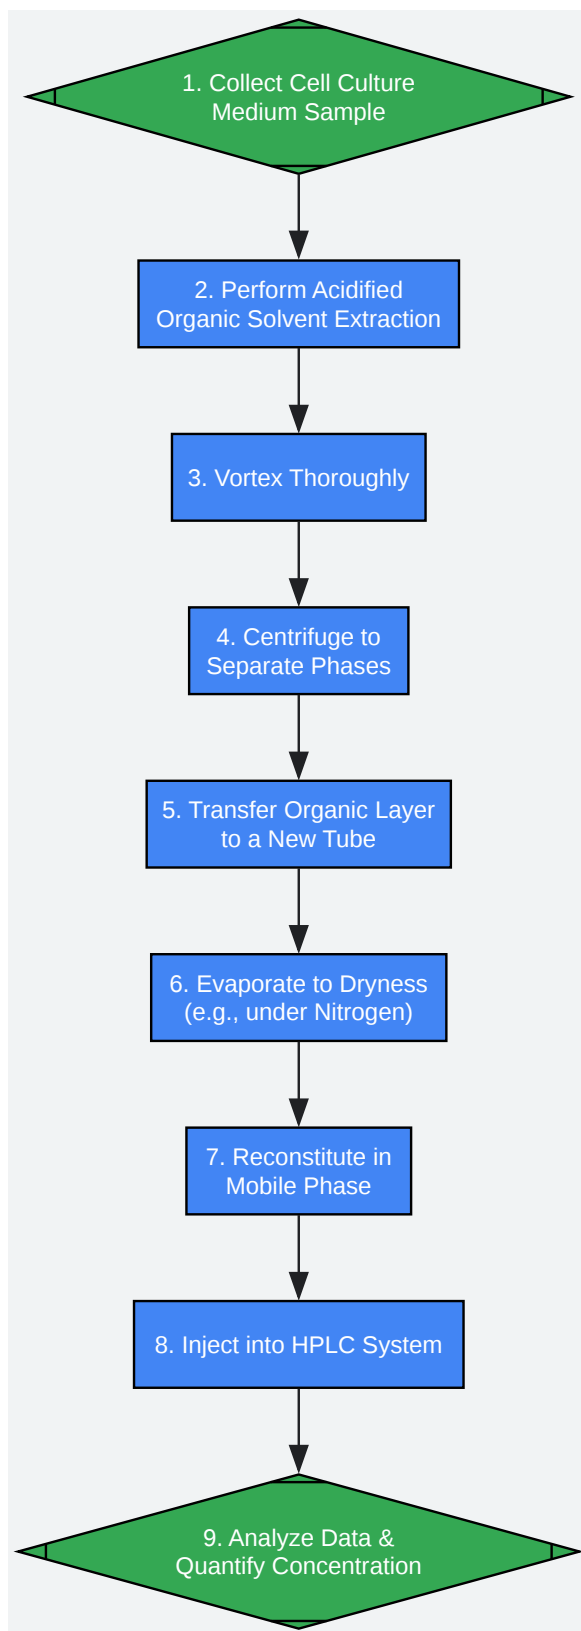 1. Collect Cell Culture
Medium Sample
2. Perform Acidified
Organic Solvent Extraction
3. Vortex Thoroughly
4. Centrifuge to
Separate Phases
5. Transfer Organic Layer
to a New Tube
6. Evaporate to Dryness
(e.g., under Nitrogen)
7. Reconstitute in
Mobile Phase
8. Inject into HPLC System
9. Analyze Data &
Quantify Concentration